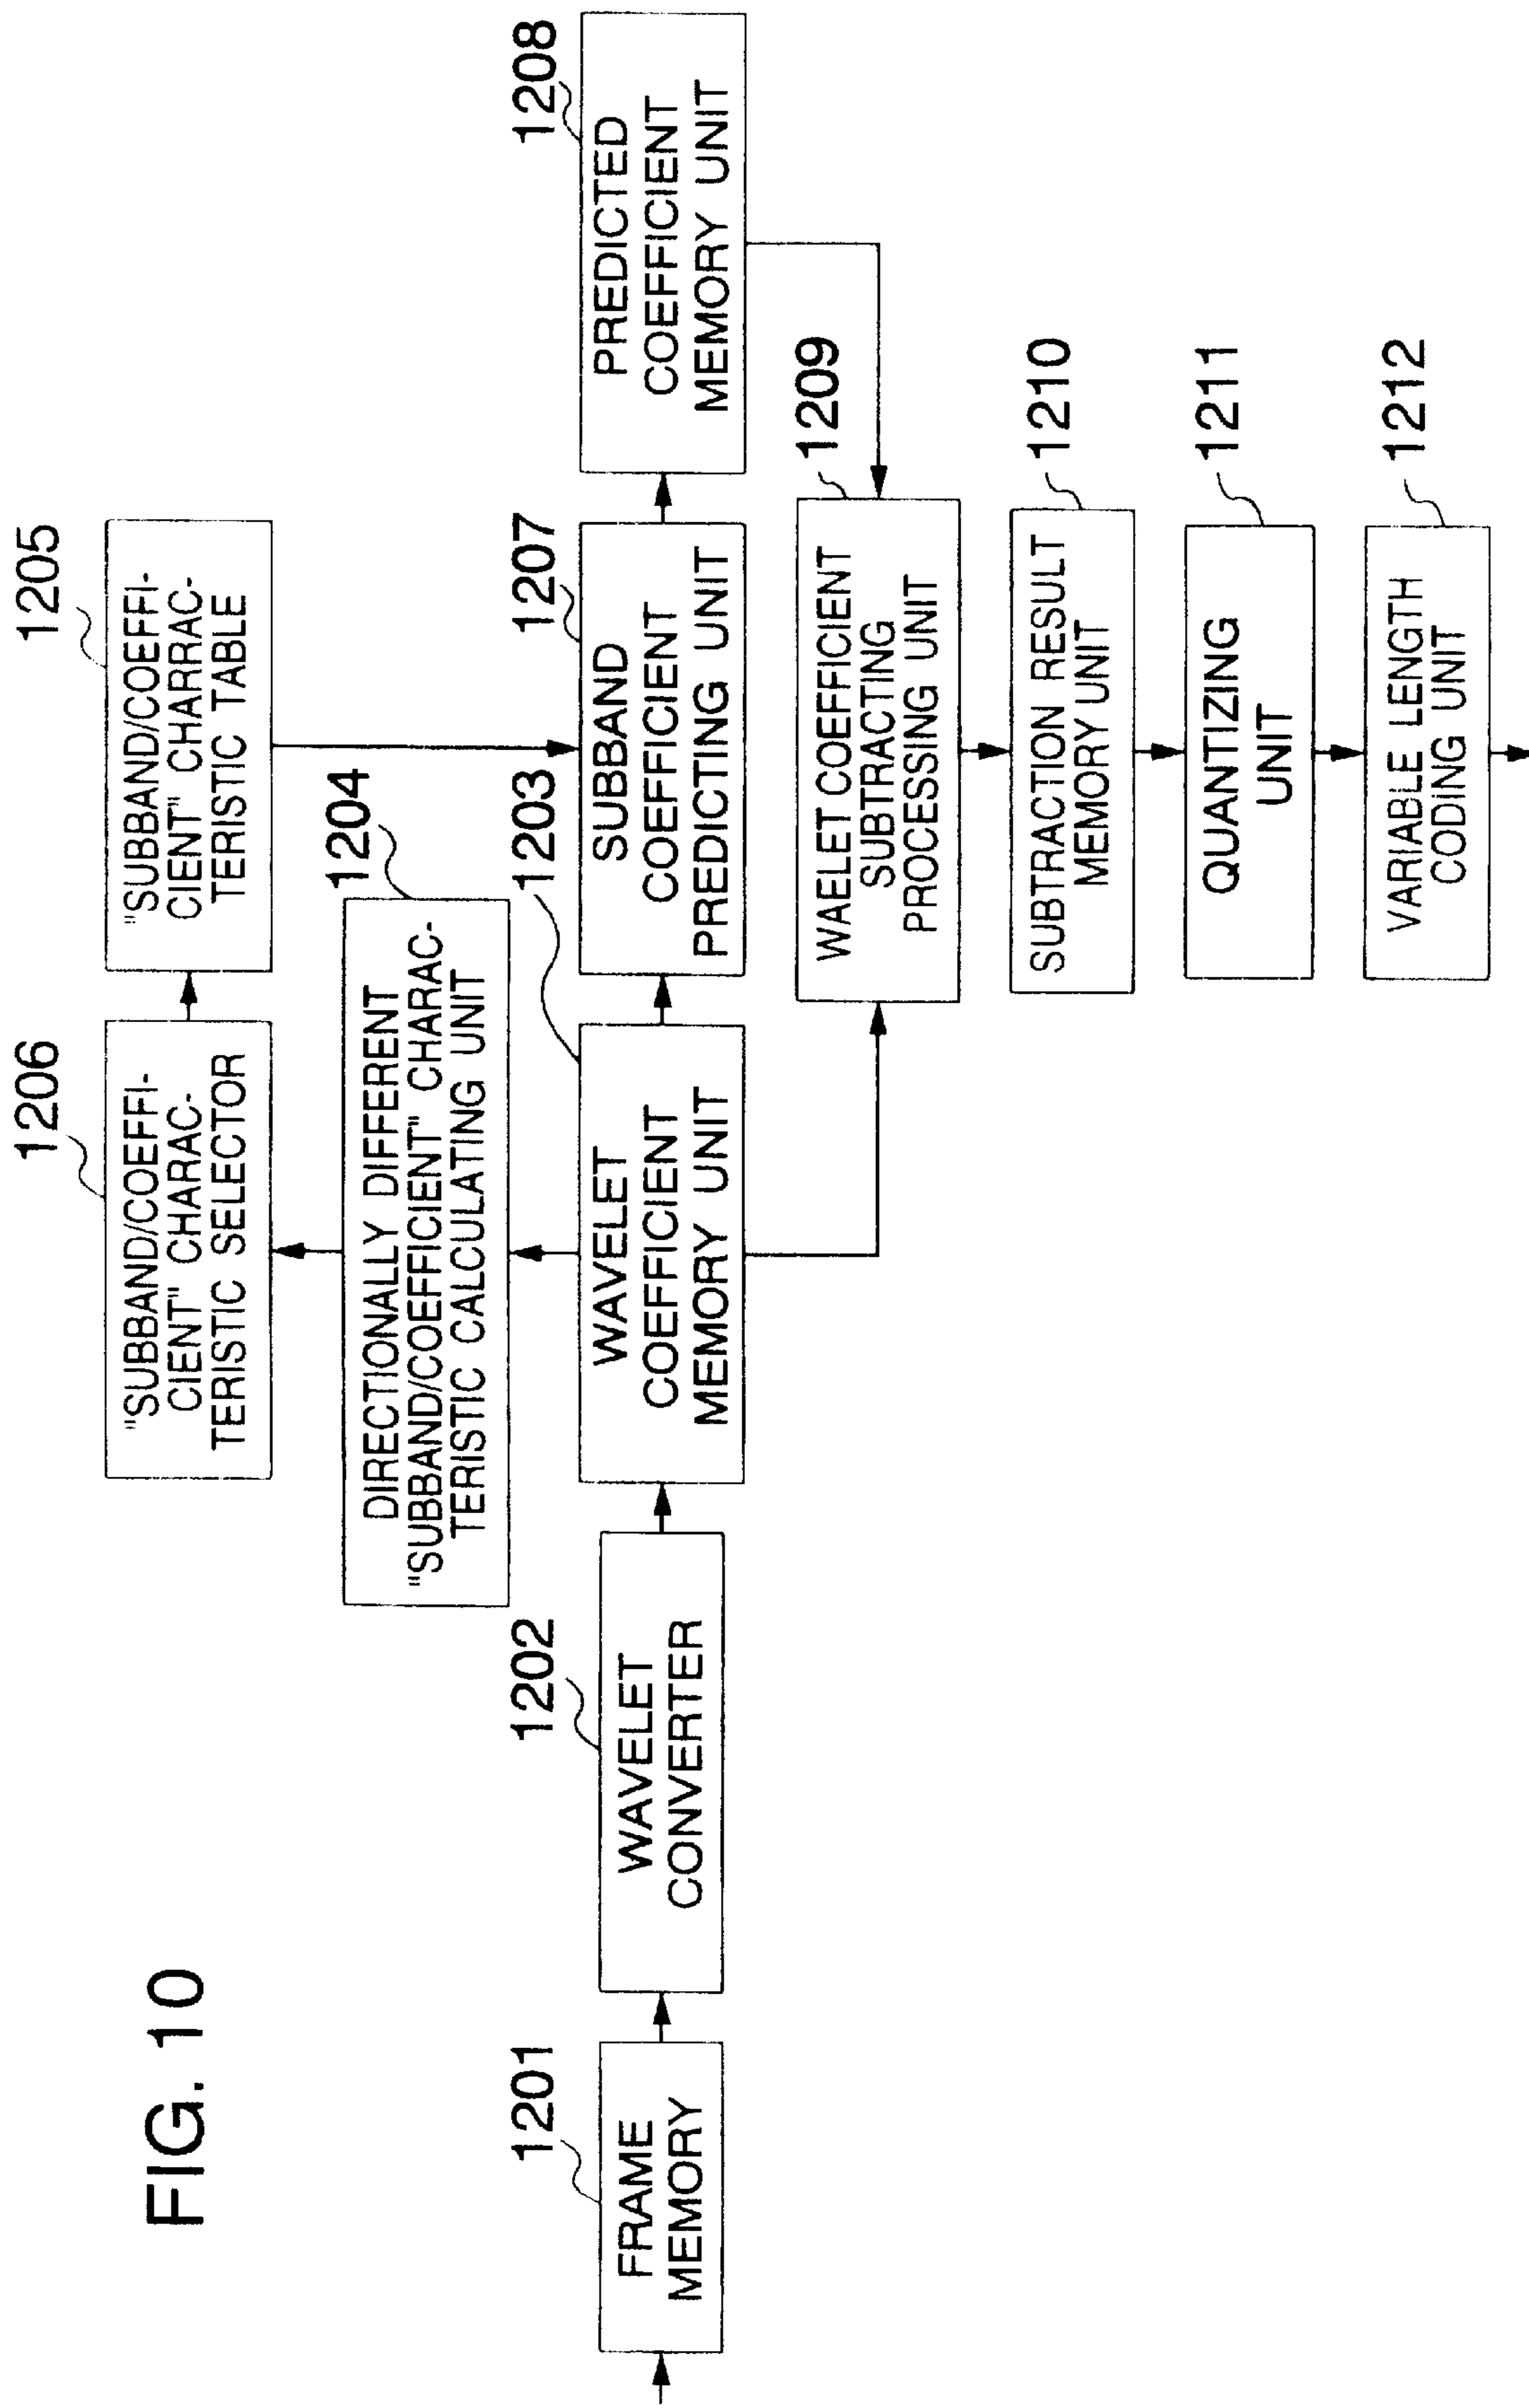 FIG. 10
1206
"SUBBAND/COEFFI-
CIENT" CHARAC-
TERISTIC SELECTOR
1205
"SUBBAND/COEFFI-
CIENT" CHARRAC-
TERISTIC TABLE
1204
DIRECTIONALLY DIFFERENT
"SUBBAND/COEFFICIENT" CHARAC-
TERISTIC CALCULATING UNIT
1201
FRAME
MEMORY
1202
WAVELET
CONVERTER
1203
WAVELET
COEFFICIENT
MEMORY UNIT
1207
SUBBAND
COEFFICIENT
PREDICTING UNIT
1208
PREDICTED
COEFFICIENT
MEMORY UNIT
1209
WAELET COEFFICIENT
SUBTRACTING
PROCESSING UNIT
1210
SUBTRACTION RESULT
MEMORY UNIT
1211
QUANTIZING
UNIT
1212
VARIABLE LENGTH
CODING UNIT